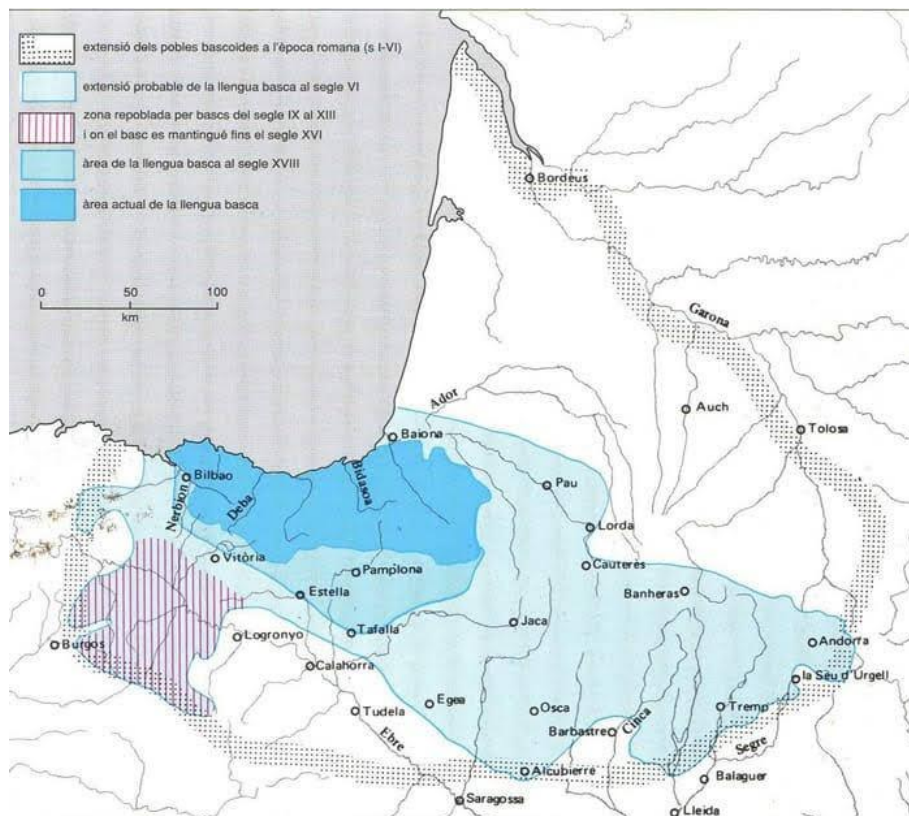 extensió dels pobles bascoides a l'època romana (s I-VI)
extensió probable de la llengua basca al segle VI
zona repoblada per bascs del segle IX al XIII
i on el basc es mantingué fins el segle XVI
àrea de la llengua basca al segle XVIII
àrea actual de la llengua basca
0 50 100
km
Bordeus
Garona
Auch
Tolosa
Ador
Baiona
Bilbao
Nerbion
Deba
Bidasoa
Pau
Lorda
Vitòria
Pamplona
Cauterès
Estella
Banheras
Burgos
Logronyo
Tafalla
Jaca
Andorra
Calahorra
la Seu d'Urgell
Tudela
Egea
Osca
Tremp
Ebre
Barbastre
Cinca
Segre
Alcubierre
Balaguer
Saragossa
Lleida